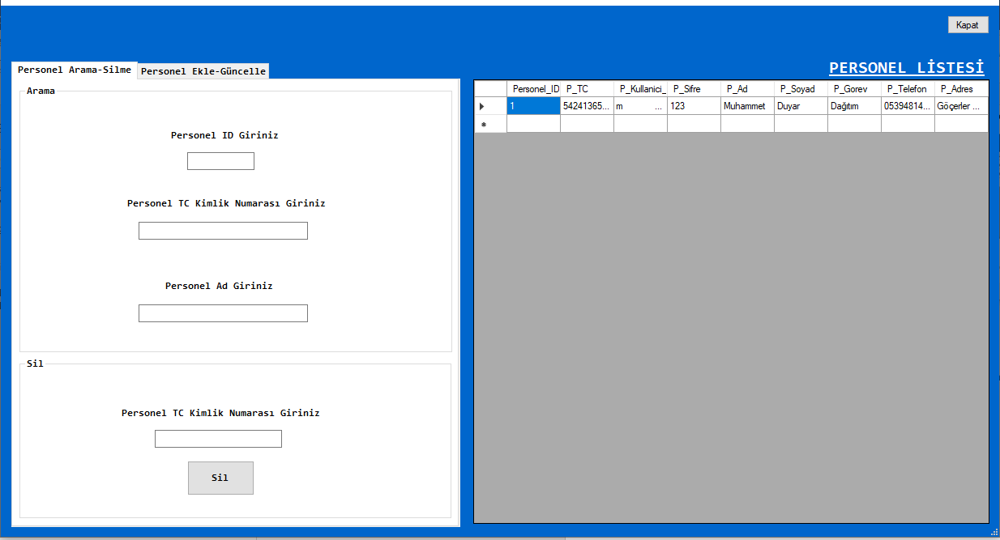 Kapat
Personel Arama-Silme
Personel Ekle-Güncelle
PERSONEL LİSTESİ
Arama
Personel ID Giriniz
Personel TC Kimlik Numarası Giriniz
Personel Ad Giriniz
Sil
Personel TC Kimlik Numarası Giriniz
Sil
Personel_ID P_TC P_Kullanici_ P_Sifre P_Ad P_Soyad P_Gorev P_Telefon P_Adres
1 54241365... m ... 123 Muhammet Duyar Dağıtım 05394814... Göçerler ...